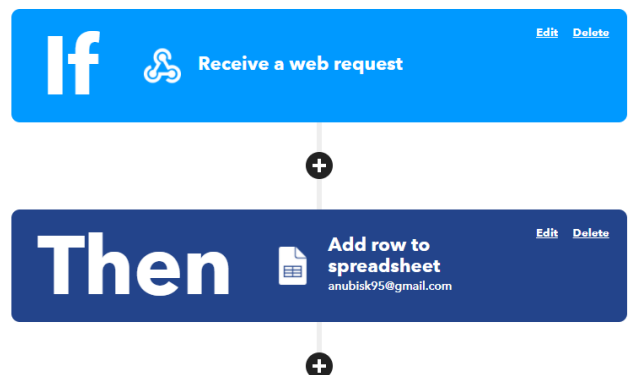 If
Receive a web request
Edit Delete
Then
Add row to
spreadsheet
anubisk95@gmail.com
Edit Delete